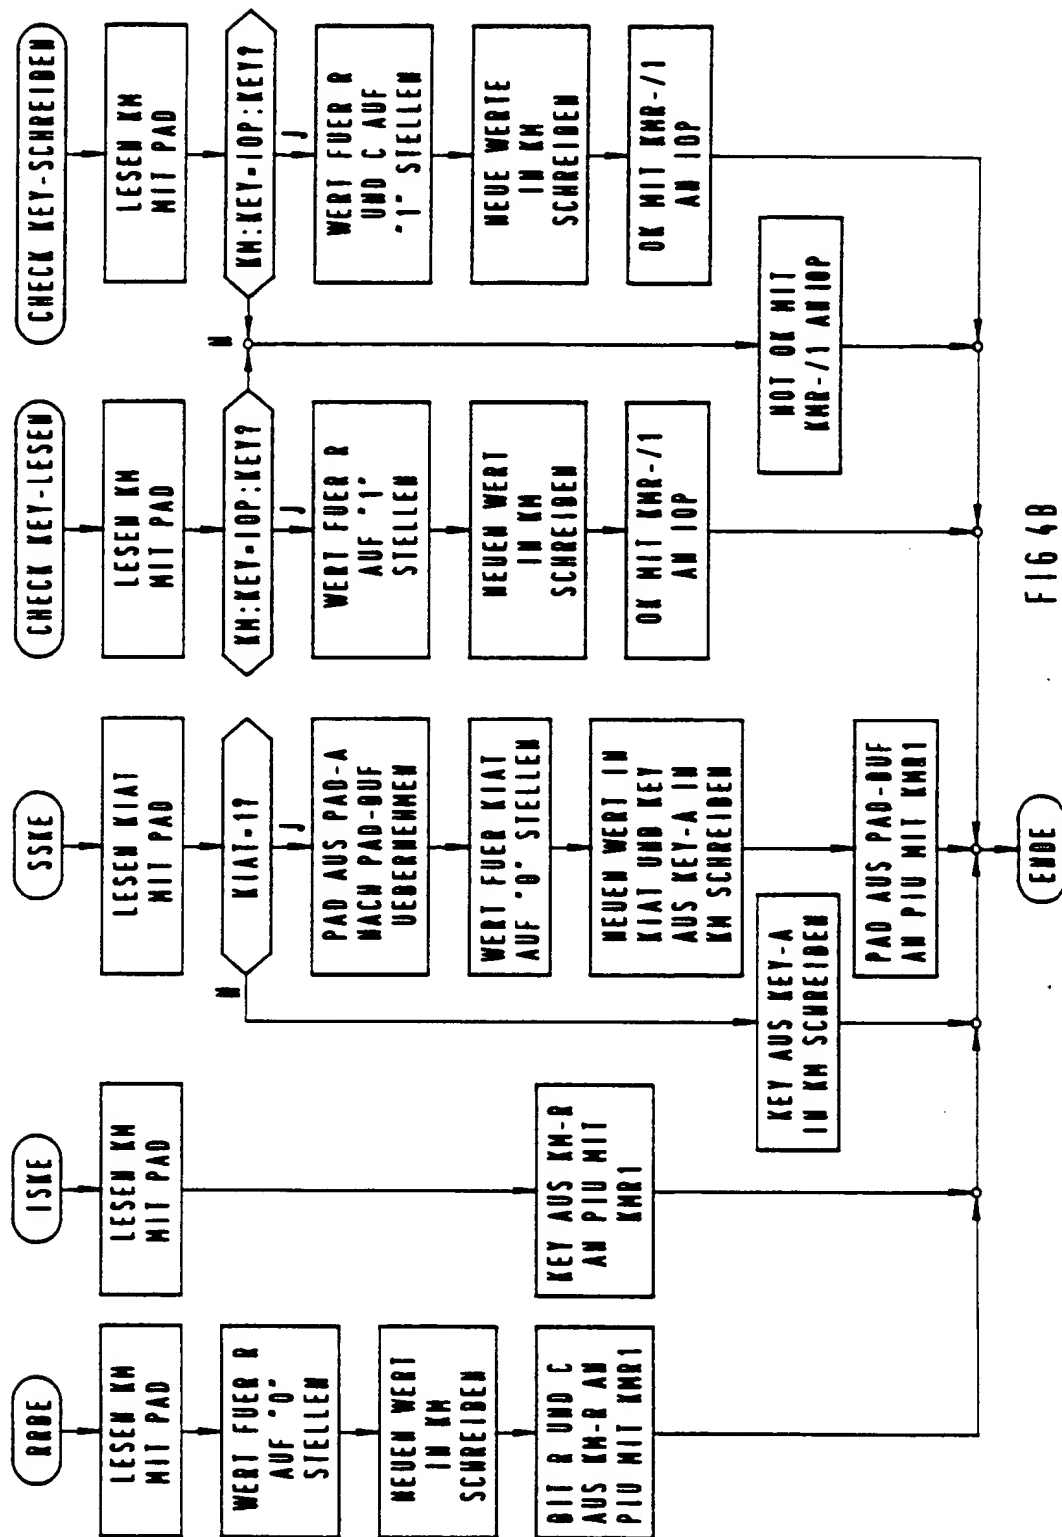 RRBE
LESEN KM
MIT PAD
WERT FUER R
AUF "0"
STELLEN
NEUEN WERT
IN KM
SCHREIBEN
BIT R UND C
AUS KM-R AN
PIU MIT KMR1
ISKE
LESEN KM
MIT PAD
KEY AUS KM-R
AN PIU MIT
KMR1
SSKE
LESEN KIAT
MIT PAD
KIAT=1?
N
J
PAD AUS PAD-A
NACH PAD-BUF
UEBERNEHMEN
WERT FUER KIAT
AUF "0" STELLEN
NEUEN WERT IN
KIAT UND KEY
AUS KEY-A IN
KM SCHREIBEN
KEY AUS KEY-A
IN KM SCHREIBEN
PAD AUS PAD-BUF
AN PIU MIT KMR1
ENDE
CHECK KEY-LESEN
LESEN KM
MIT PAD
KM:KEY=IOP:KEY?
J
WERT FUER R
AUF "1"
STELLEN
NEUEN WERT
IN KM
SCHREIBEN
OK MIT KMR-/1
AN IOP
N
NOT OK MIT
KMR-/1 AN IOP
CHECK KEY-SCHREIBEN
LESEN KM
MIT PAD
KM:KEY=IOP:KEY?
J
WERT FUER R
UND C AUF
"1" STELLEN
NEUE WERTE
IN KM
SCHREIBEN
OK MIT KMR-/1
AN IOP
FIG 4B